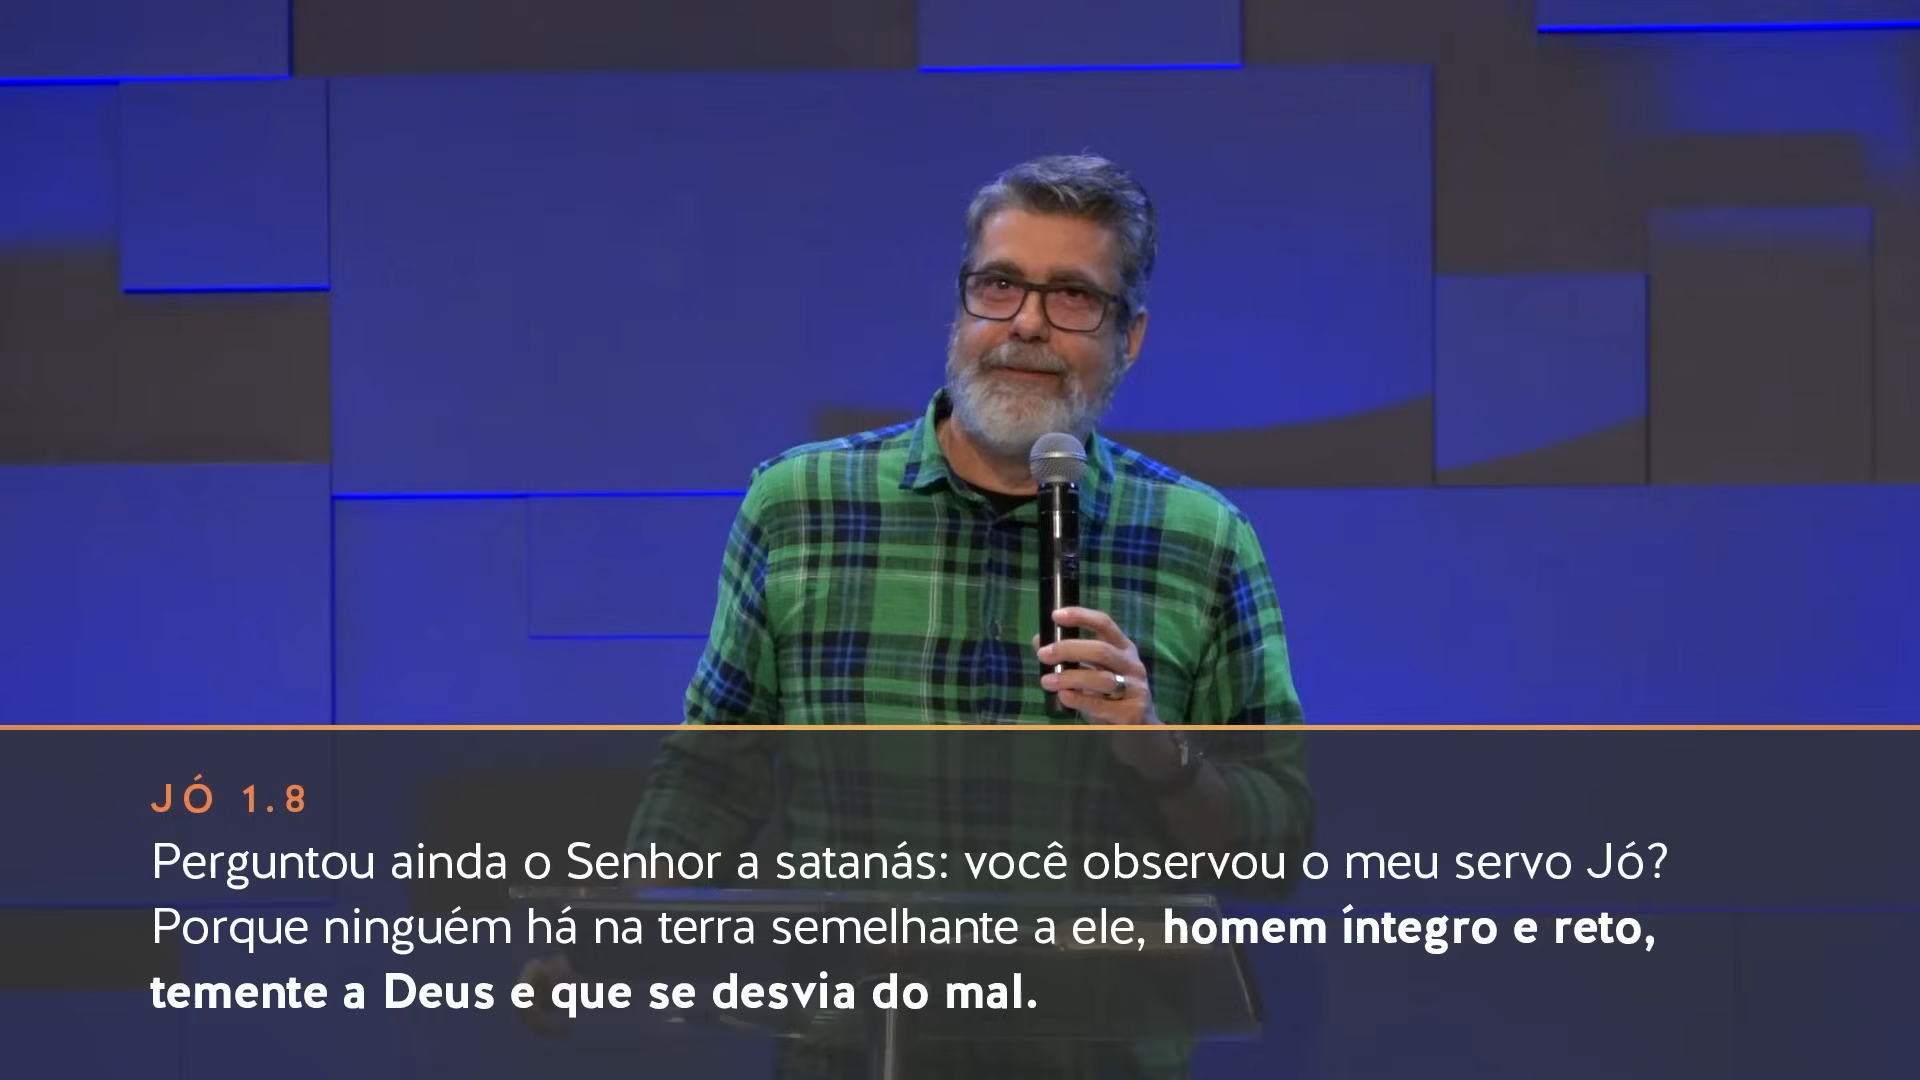 JÓ 1.8
Perguntou ainda o Senhor a satanás: você observou o meu servo Jó?
Porque ninguém há na terra semelhante a ele, homem íntegro e reto,
temente a Deus e que se desvia do mal.